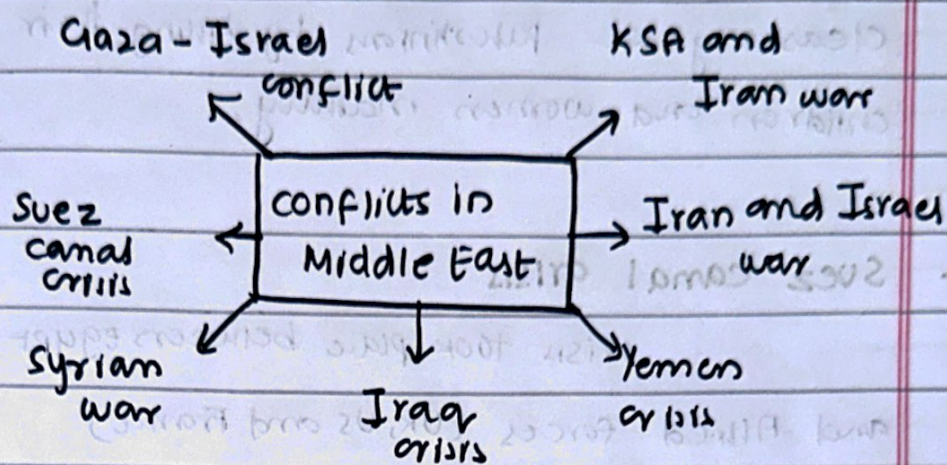 Gaza - Israel
conflict
KSA and
Iran war
Suez
canal
crisis
conflicts in
Middle East
Iran and Israel
war
Syrian
war
Iraq
crisis
Yemen
crisis